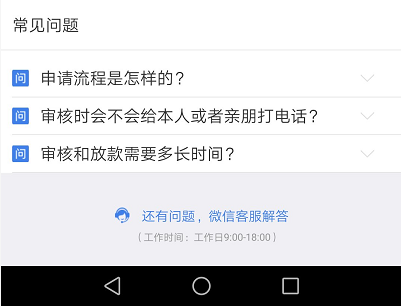 常见问题
问 申请流程是怎样的？
问 审核时会不会给本人或者亲朋打电话？
问 审核和放款需要多长时间？
还有问题，微信客服解答
（工作时间：工作日9:00-18:00）